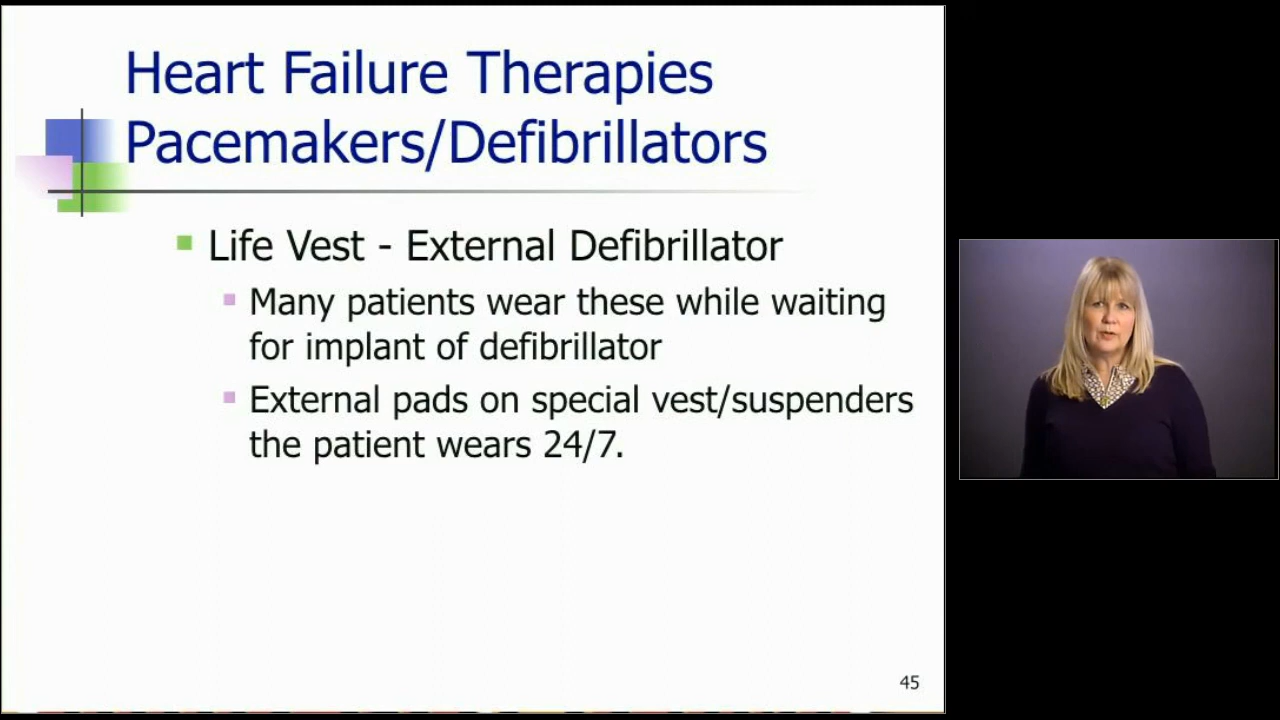 Heart Failure Therapies
Pacemakers/Defibrillators
Life Vest - External Defibrillator
Many patients wear these while waiting
for implant of defibrillator
External pads on special vest/suspenders
the patient wears 24/7.
45